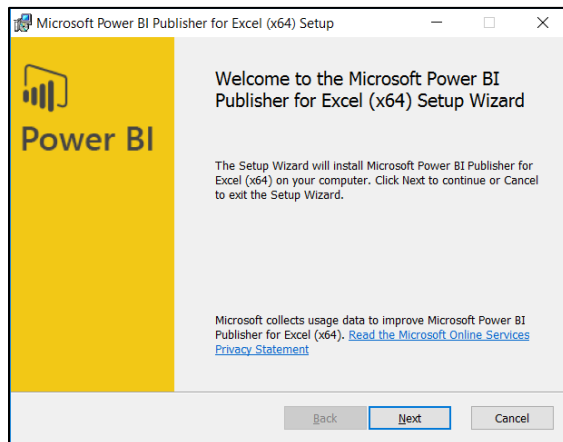 Microsoft Power BI Publisher for Excel (x64) Setup
Power BI
Welcome to the Microsoft Power BI
Publisher for Excel (x64) Setup Wizard
The Setup Wizard will install Microsoft Power BI Publisher for
Excel (x64) on your computer. Click Next to continue or Cancel
to exit the Setup Wizard.
Microsoft collects usage data to improve Microsoft Power BI
Publisher for Excel (x64). Read the Microsoft Online Services
Privacy Statement
Back
Next
Cancel